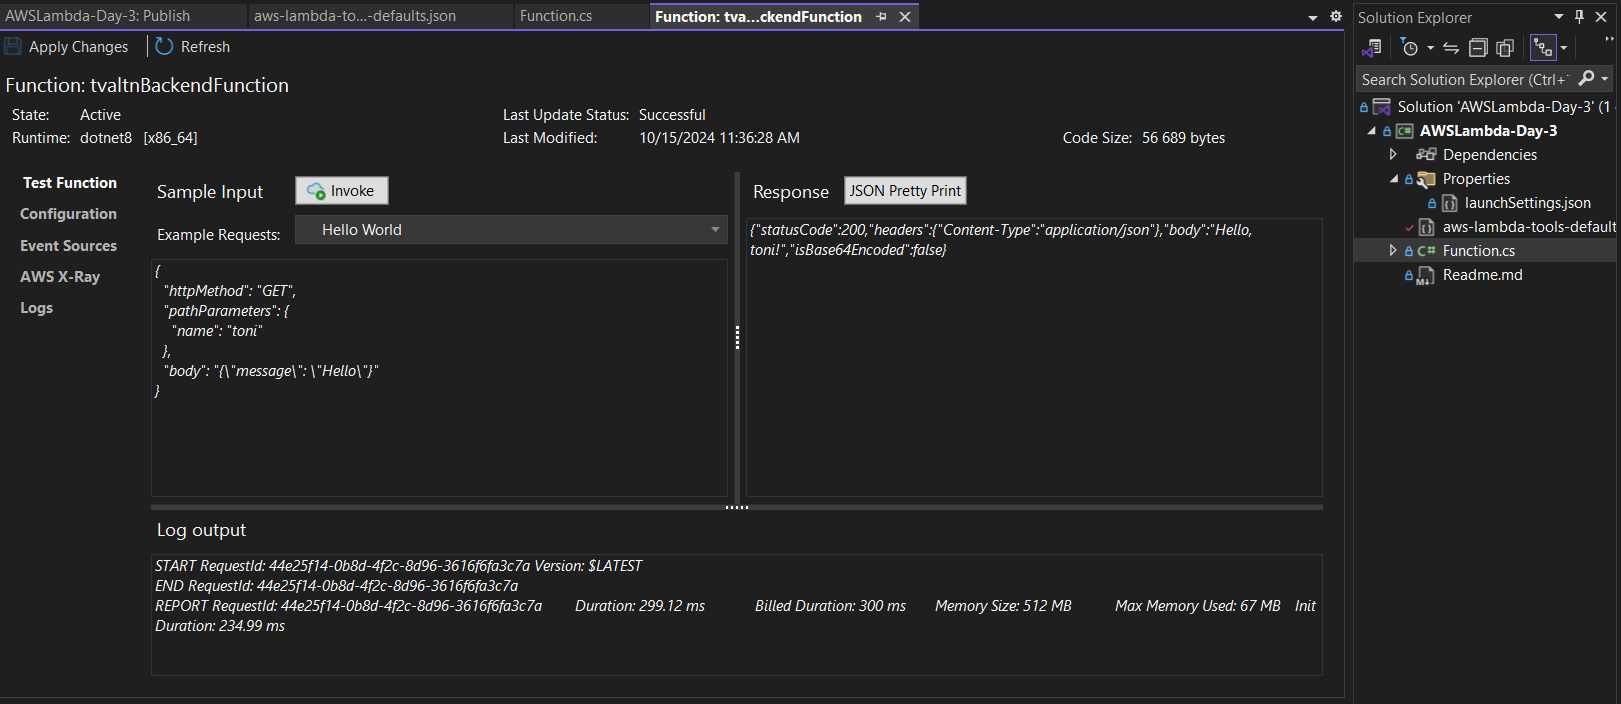 AWSLambda-Day-3: Publish
aws-lambda-to...-defaults.json
Function.cs
Function: tva...ckendFunction
Apply Changes
Refresh
Function: tvaltnBackendFunction
State: Active
Last Update Status: Successful
Runtime: dotnet8 [x86_64]
Last Modified: 10/15/2024 11:36:28 AM
Code Size: 56 689 bytes
Test Function
Configuration
Event Sources
AWS X-Ray
Logs
Sample Input
Invoke
Example Requests: Hello World
{
"httpMethod": "GET",
"pathParameters": {
"name": "toni"
},
"body": "{\"message\": \"Hello\"}"
}
Response
JSON Pretty Print
{"statusCode":200,"headers":{"Content-Type":"application/json"},"body":"Hello,
toni!","isBase64Encoded":false}
Log output
START RequestId: 44e25f14-0b8d-4f2c-8d96-3616f6fa3c7a Version: $LATEST
END RequestId: 44e25f14-0b8d-4f2c-8d96-3616f6fa3c7a
REPORT RequestId: 44e25f14-0b8d-4f2c-8d96-3616f6fa3c7a Duration: 299.12 ms Billed Duration: 300 ms Memory Size: 512 MB Max Memory Used: 67 MB Init
Duration: 234.99 ms
Solution Explorer
Search Solution Explorer (Ctrl+
Solution 'AWSLambda-Day-3' (1
C# AWSLambda-Day-3
Dependencies
Properties
launchSettings.json
aws-lambda-tools-default
C# Function.cs
Readme.md